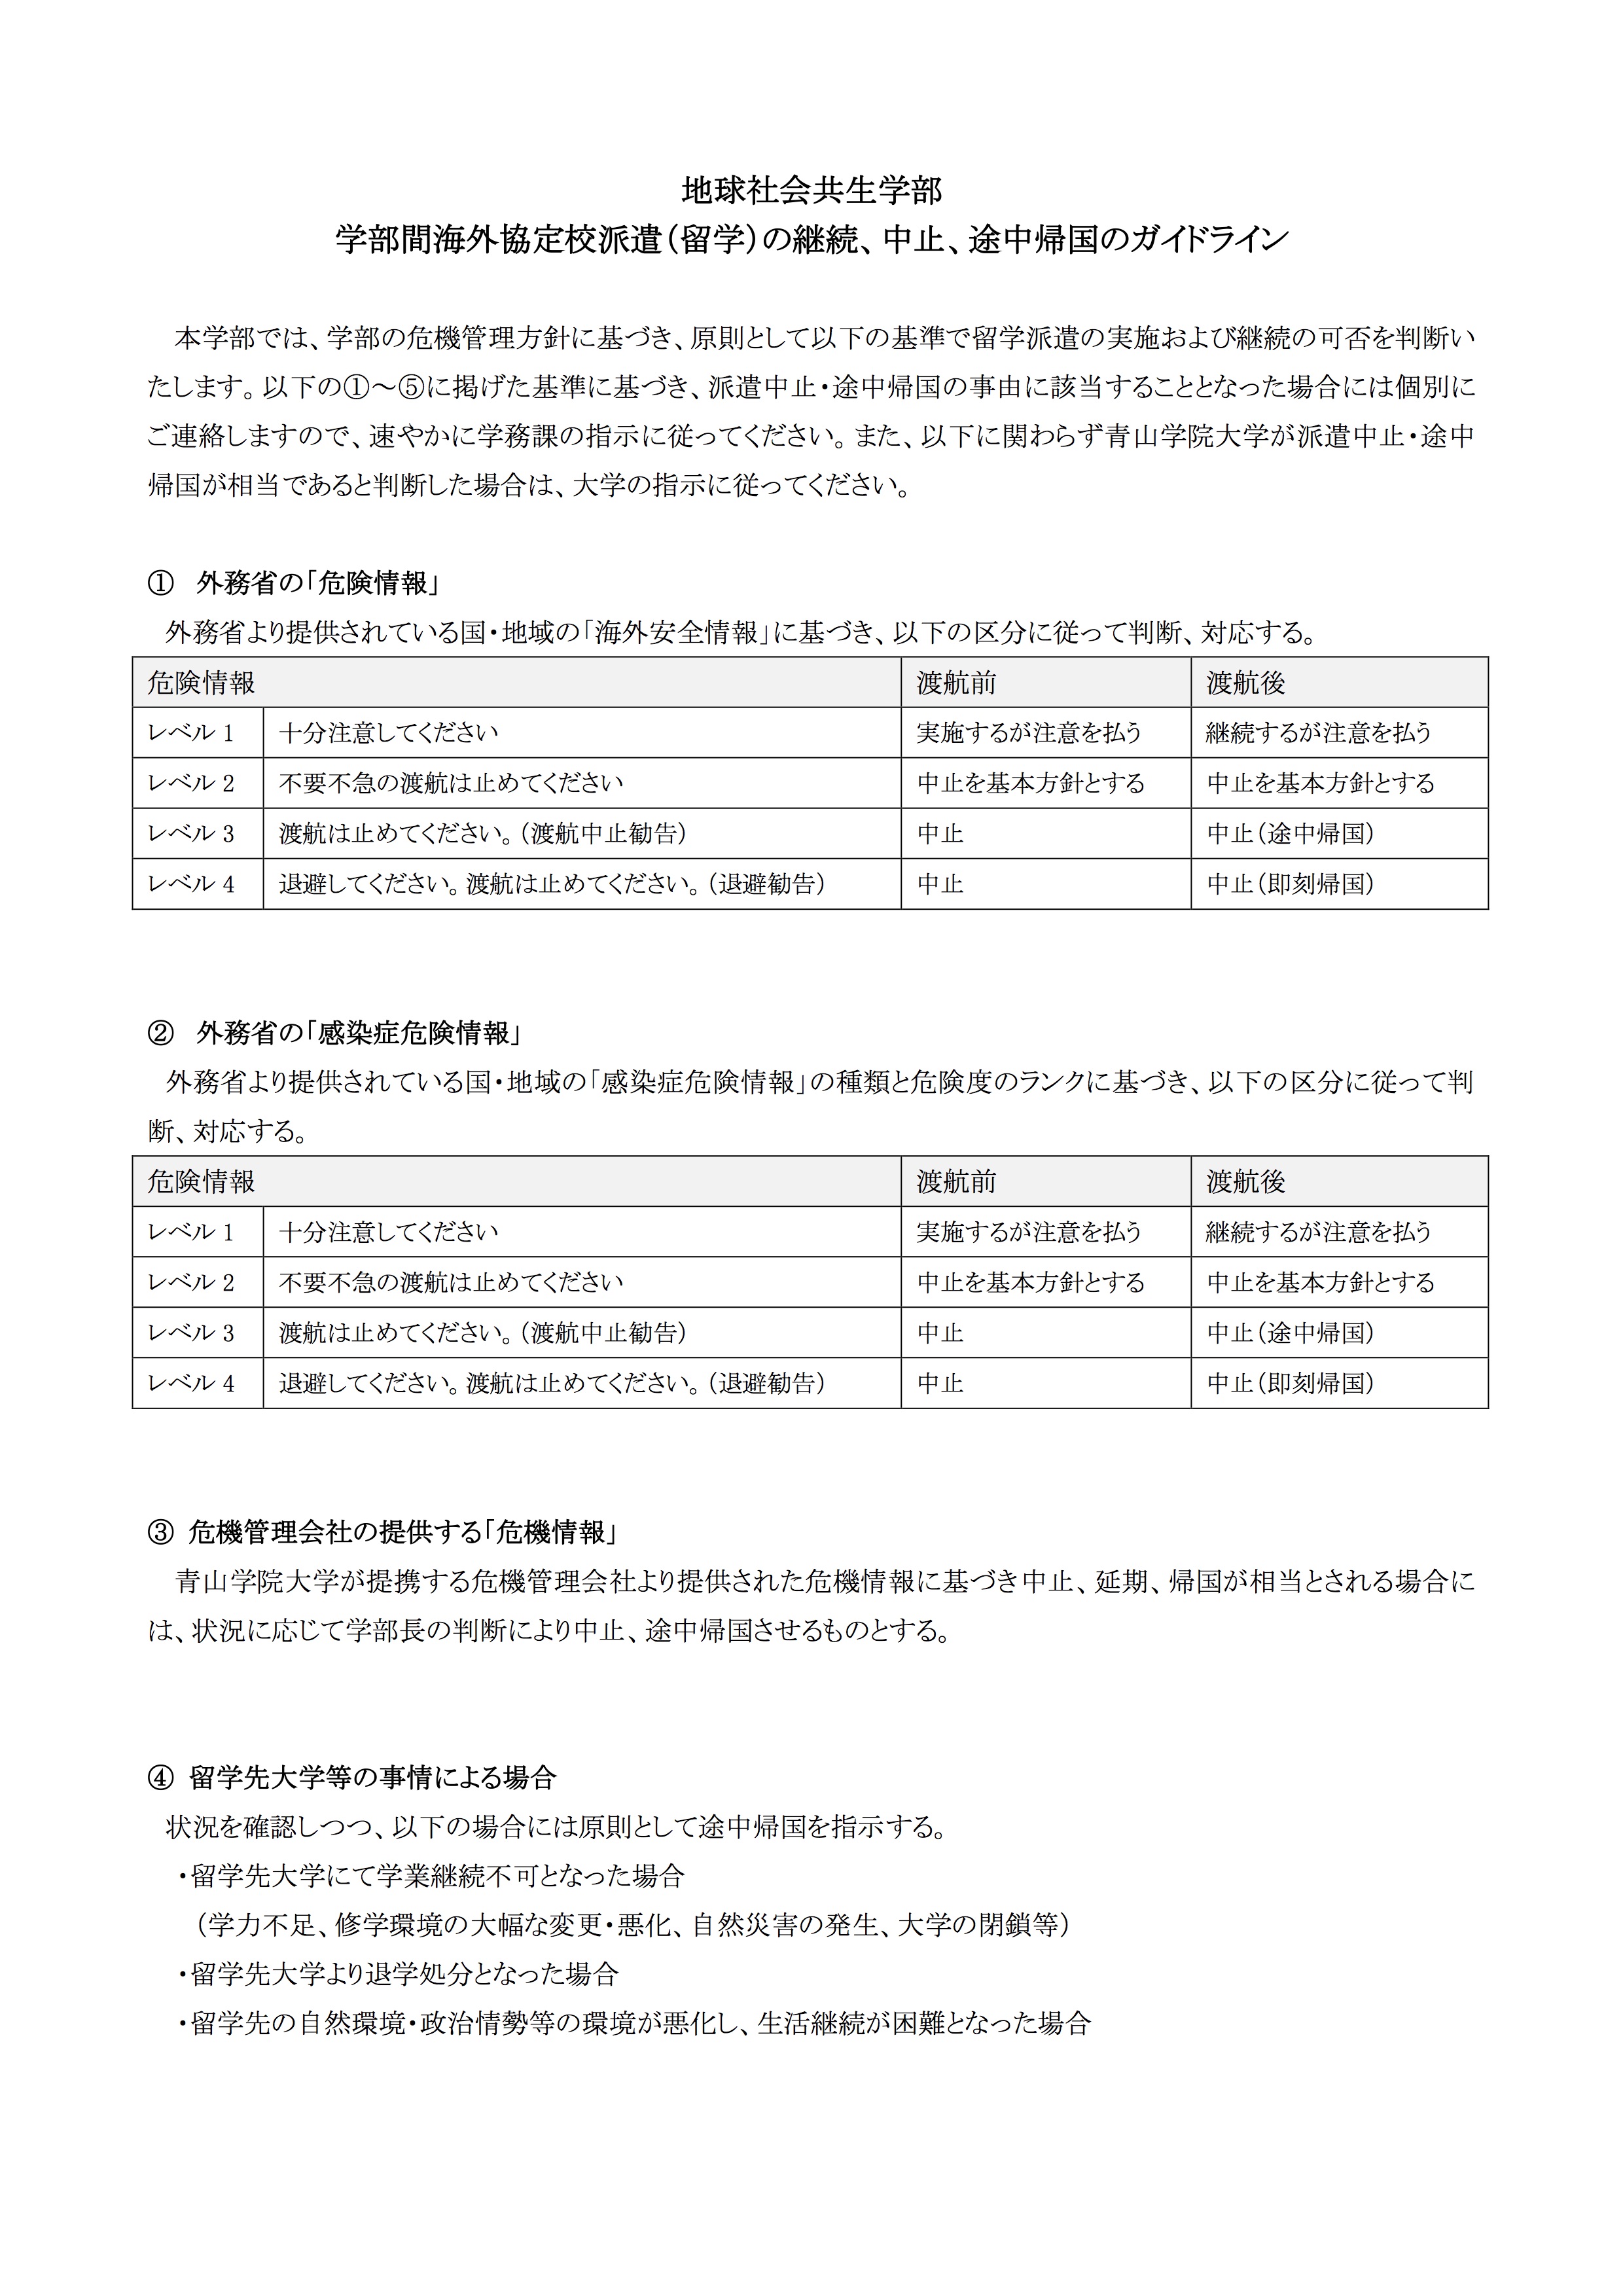 地球社会共生学部
学部間海外協定校派遣（留学）の継続、中止、途中帰国のガイドライン
本学部では、学部の危機管理方針に基づき、原則として以下の基準で留学派遣の実施および継続の可否を判断い
たします。以下の①～⑤に掲げた基準に基づき、派遣中止・途中帰国の事由に該当することとなった場合には個別に
ご連絡しますので、速やかに学務課の指示に従ってください。また、以下に関わらず青山学院大学が派遣中止・途中
帰国が相当であると判断した場合は、大学の指示に従ってください。
① 外務省の「危険情報」
外務省より提供されている国・地域の「海外安全情報」に基づき、以下の区分に従って判断、対応する。
危険情報 渡航前 渡航後
レベル 1 十分注意してください 実施するが注意を払う 継続するが注意を払う
レベル 2 不要不急の渡航は止めてください 中止を基本方針とする 中止を基本方針とする
レベル 3 渡航は止めてください。（渡航中止勧告） 中止 中止（途中帰国）
レベル 4 退避してください。渡航は止めてください。（退避勧告） 中止 中止（即刻帰国）
② 外務省の「感染症危険情報」
外務省より提供されている国・地域の「感染症危険情報」の種類と危険度のランクに基づき、以下の区分に従って判
断、対応する。
危険情報 渡航前 渡航後
レベル 1 十分注意してください 実施するが注意を払う 継続するが注意を払う
レベル 2 不要不急の渡航は止めてください 中止を基本方針とする 中止を基本方針とする
レベル 3 渡航は止めてください。（渡航中止勧告） 中止 中止（途中帰国）
レベル 4 退避してください。渡航は止めてください。（退避勧告） 中止 中止（即刻帰国）
③ 危機管理会社の提供する「危機情報」
青山学院大学が提携する危機管理会社より提供された危機情報に基づき中止、延期、帰国が相当とされる場合に
は、状況に応じて学部長の判断により中止、途中帰国させるものとする。
④ 留学先大学等の事情による場合
状況を確認しつつ、以下の場合には原則として途中帰国を指示する。
・留学先大学にて学業継続不可となった場合
（学力不足、修学環境の大幅な変更・悪化、自然災害の発生、大学の閉鎖等）
・留学先大学より退学処分となった場合
・留学先の自然環境・政治情勢等の環境が悪化し、生活継続が困難となった場合